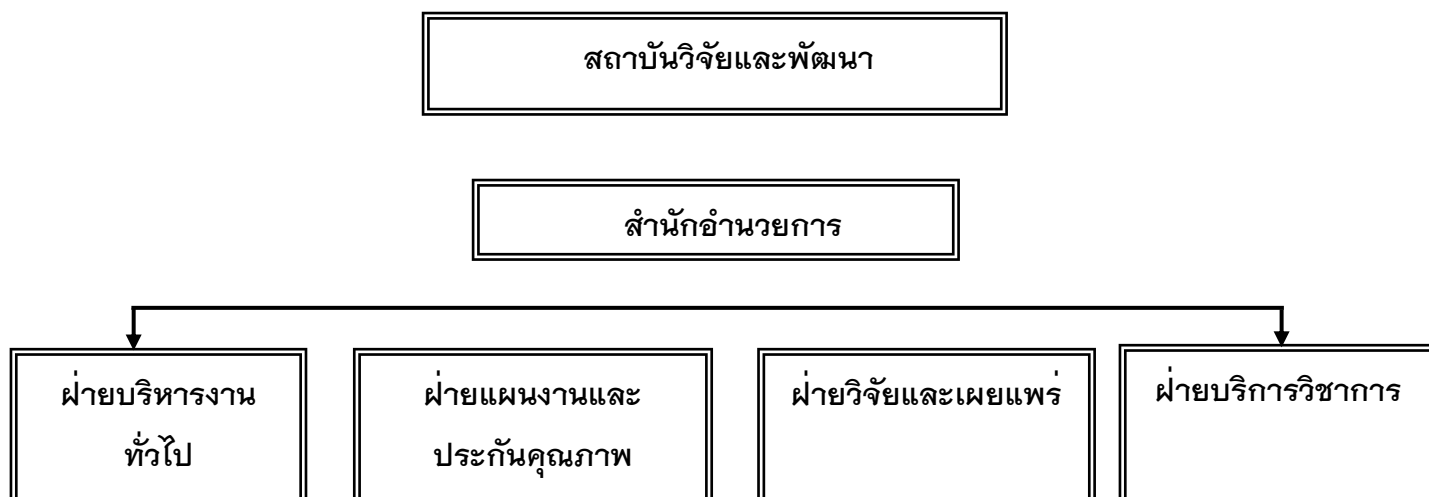 สถาบันวิจัยและพัฒนา
สำนักอำนวยการ
ฝ่ายบริหารงาน
ทั่วไป
ฝ่ายแผนงานและ
ประกันคุณภาพ
ฝ่ายวิจัยและเผยแพร่
ฝ่ายบริการวิชาการ